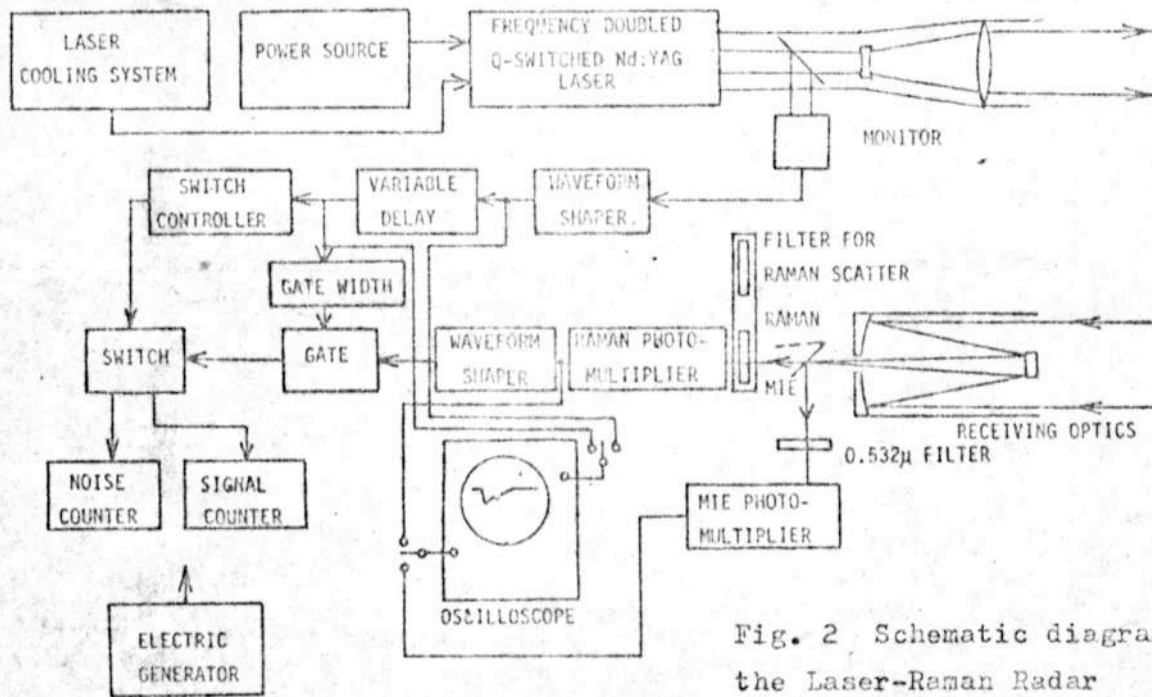 LASER
COOLING SYSTEM
POWER SOURCE
FREQUENCY DOUBLED
Q-SWITCHED Nd:YAG
LASER
MONITOR
SWITCH
CONTROLLER
VARIABLE
DELAY
WAVEFORM
SHAPER.
FILTER FOR
RAMAN SCATTER
GATE WIDTH
RAMAN
SWITCH
GATE
WAVEFORM
SHAPER
RAMAN PHOTO-
MULTIPLIER
MIE
RECEIVING OPTICS
0.532μ FILTER
NOISE
COUNTER
SIGNAL
COUNTER
MIE PHOTO-
MULTIPLIER
OSCILLOSCOPE
ELECTRIC
GENERATOR
Fig. 2 Schematic diagra
the Laser-Raman Radar